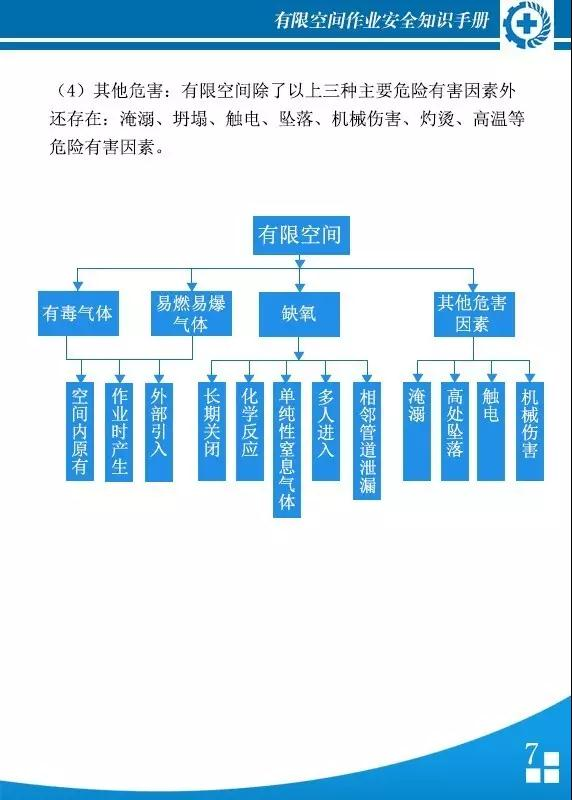 有限空间作业安全知识手册
（4）其他危害：有限空间除了以上三种主要危险有害因素外
还存在：淹溺、坍塌、触电、坠落、机械伤害、灼烫、高温等
危险有害因素。
有限空间
有毒气体
易燃易爆
气体
缺氧
其他危害
因素
空间内原有
作业时产生
外部引入
长期关闭
化学反应
单纯性窒息气体
多人进入
相邻管道泄漏
淹溺
高处坠落
触电
机械伤害
7